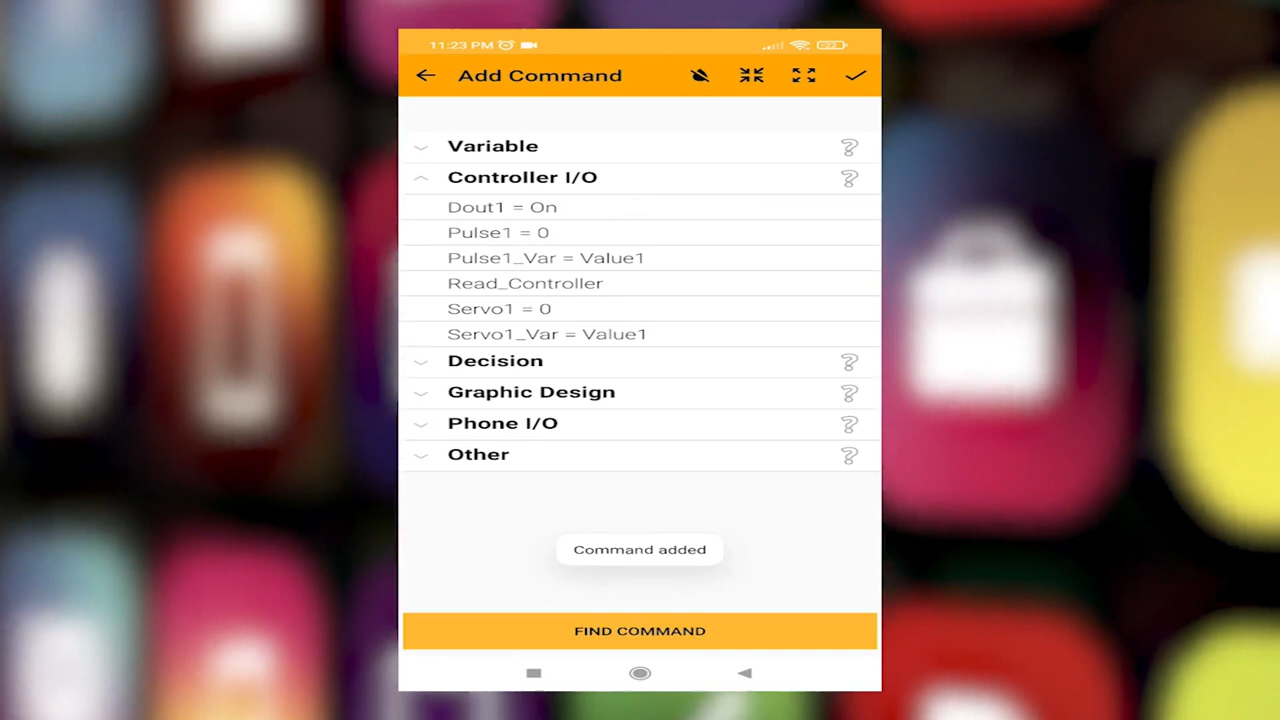 11:23 PM
Add Command
Variable
Controller I/O
Dout1 = On
Pulse1 = 0
Pulse1_Var = Value1
Read_Controller
Servo1 = 0
Servo1_Var = Value1
Decision
Graphic Design
Phone I/O
Other
Command added
FIND COMMAND